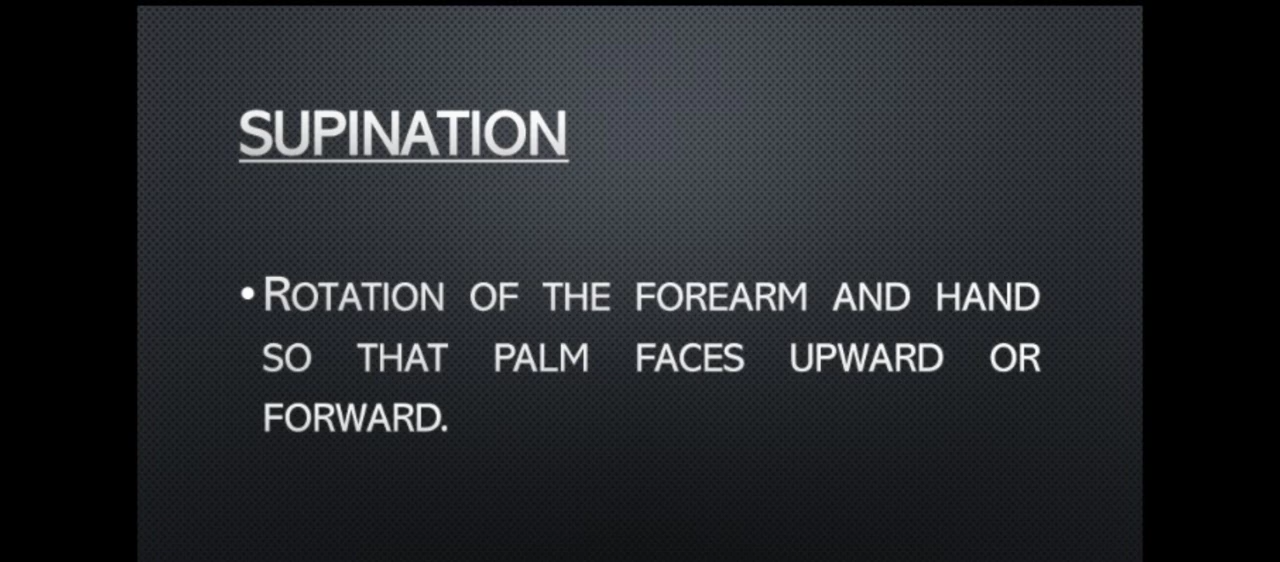 SUPINATION
• ROTATION OF THE FOREARM AND HAND
SO THAT PALM FACES UPWARD OR
FORWARD.